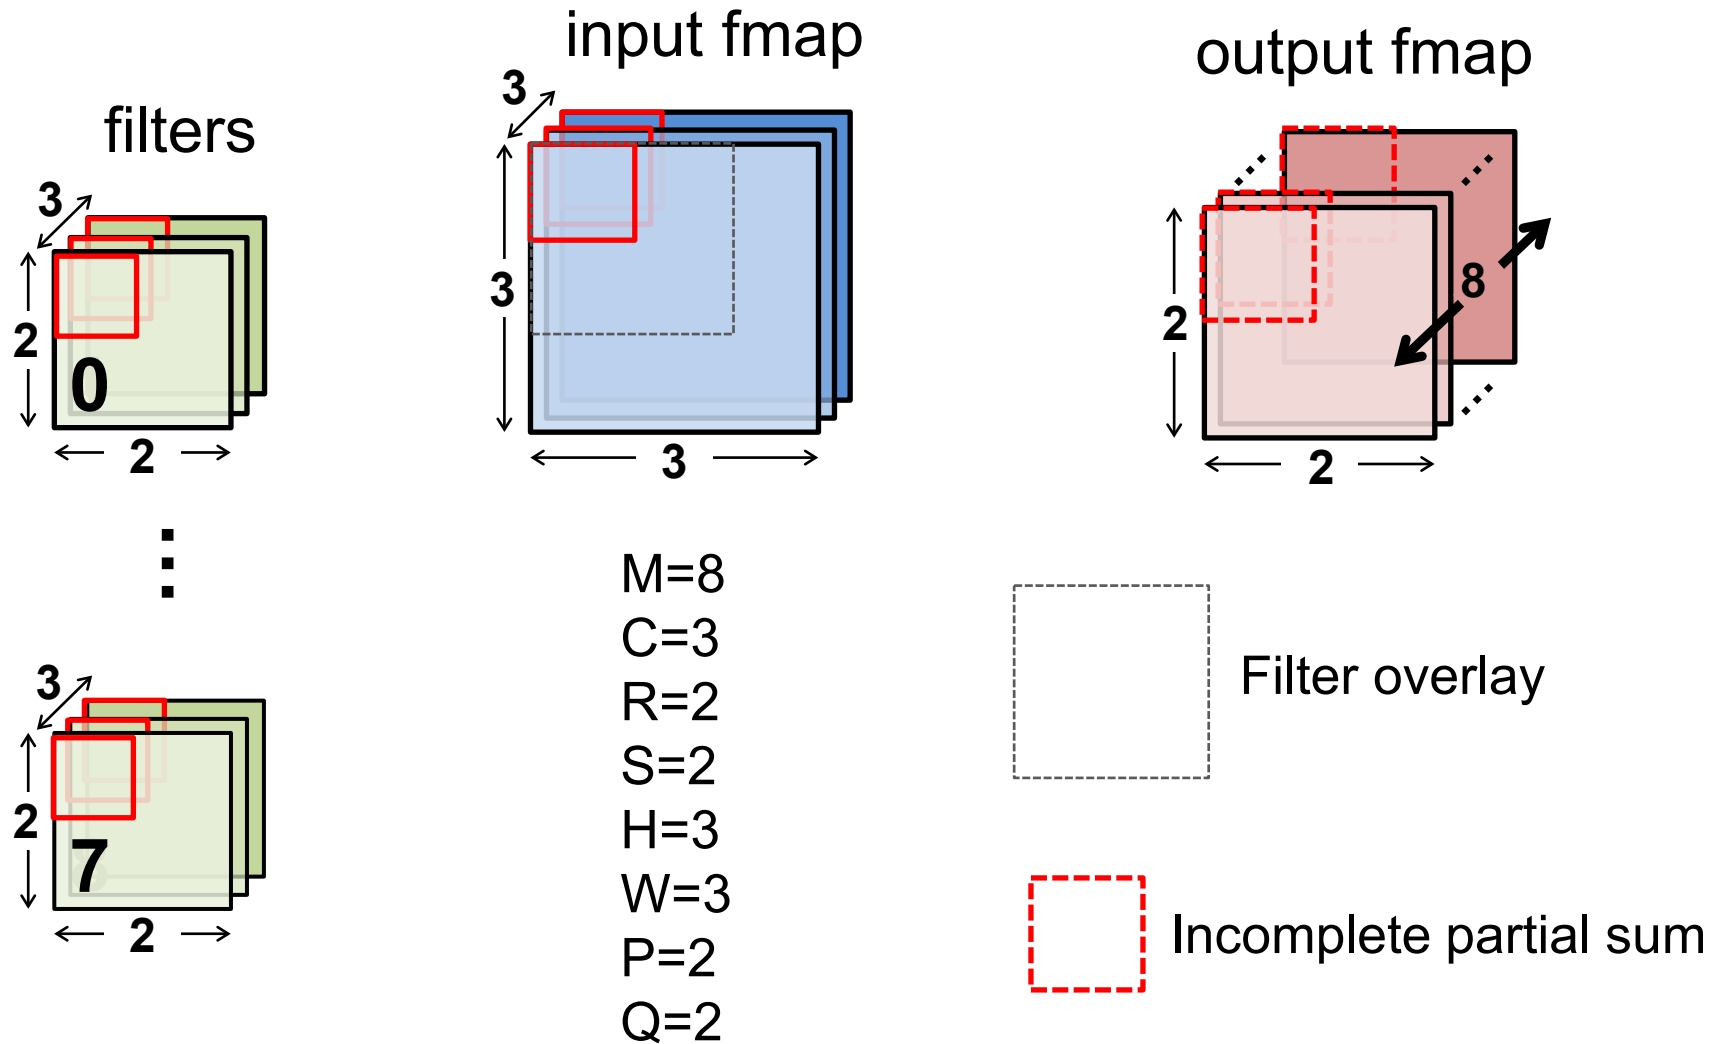 filters
3
2
0
2
⋮
3
2
7
2
input fmap
3
3
3
M=8
C=3
R=2
S=2
H=3
W=3
P=2
Q=2
output fmap
2
8
2
Filter overlay
Incomplete partial sum